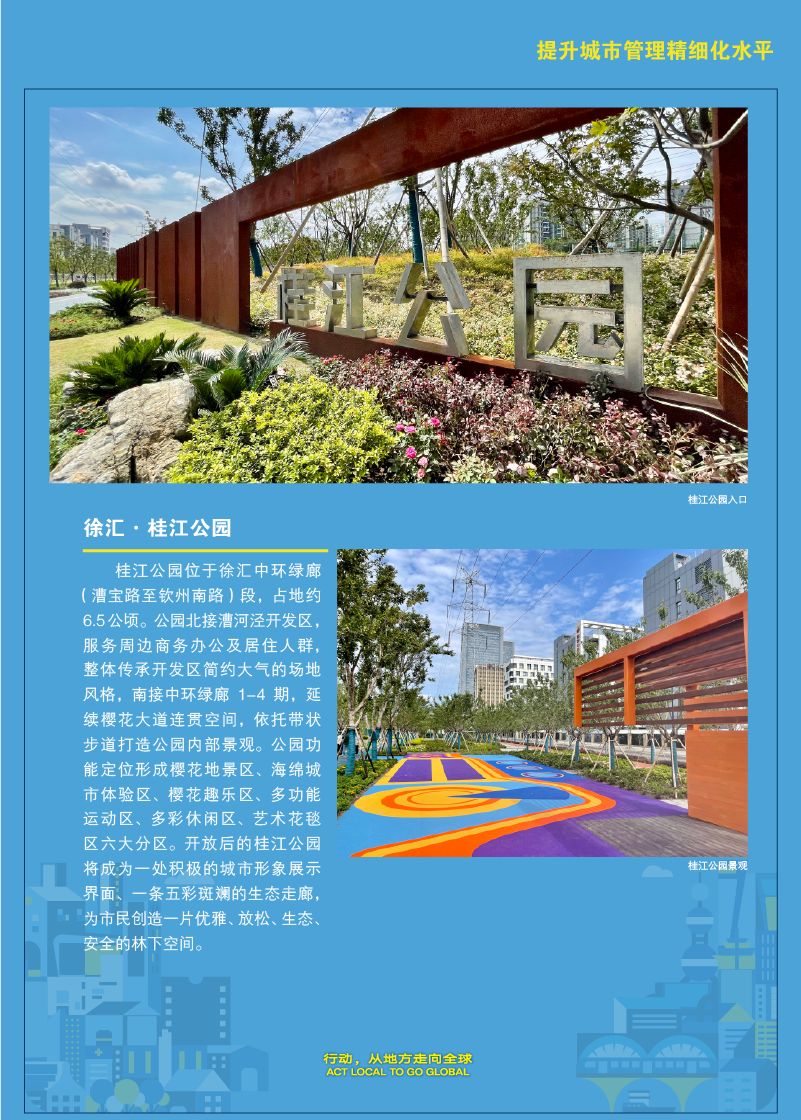 提升城市管理精细化水平
桂江公园
桂江公园入口
徐汇·桂江公园
桂江公园位于徐汇中环绿廊
（漕宝路至钦州南路）段，占地约
6.5公顷。公园北接漕河泾开发区，
服务周边商务办公及居住人群，
整体传承开发区简约大气的场地
风格，南接中环绿廊 1-4 期，延
续樱花大道连贯空间，依托带状
步道打造公园内部景观。公园功
能定位形成樱花地景区、海绵城
市体验区、樱花趣乐区、多功能
运动区、多彩休闲区、艺术花毯
区六大分区。开放后的桂江公园
将成为一处积极的城市形象展示
界面、一条五彩斑斓的生态走廊，
为市民创造一片优雅、放松、生态、
安全的林下空间。
桂江公园景观
行动，从地方走向全球
ACT LOCAL TO GO GLOBAL